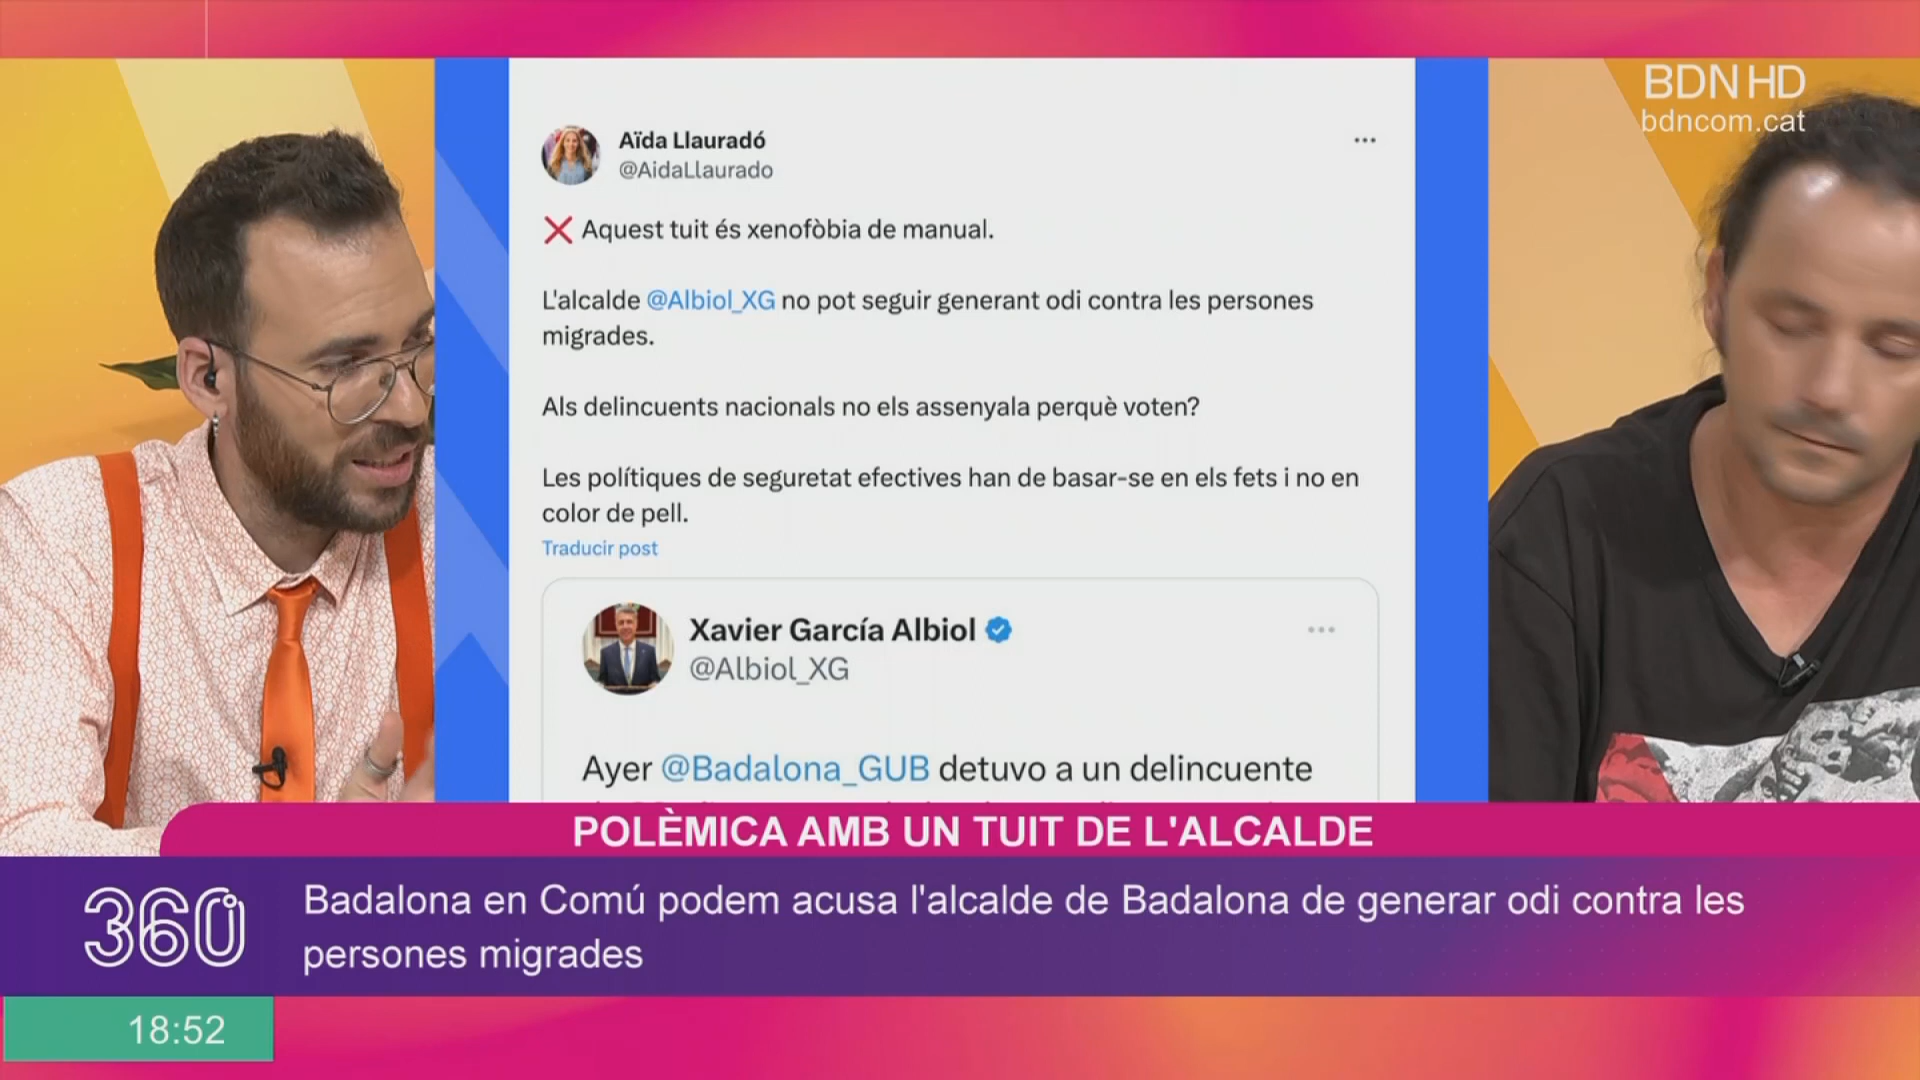 BDN HD
bdncom.cat
Aïda Llauradó
@AidaLlaurado
❌ Aquest tuit és xenofòbia de manual.
L'alcalde @Albiol_XG no pot seguir generant odi contra les persones
migrades.
Als delincuents nacionals no els assenyala perquè voten?
Les polítiques de seguretat efectives han de basar-se en els fets i no en
color de pell.
Traducir post
Xavier García Albiol
@Albiol_XG
Ayer @Badalona_GUB detuvo a un delincuente
POLÈMICA AMB UN TUIT DE L'ALCALDE
360
Badalona en Comú podem acusa l'alcalde de Badalona de generar odi contra les
persones migrades
18:52